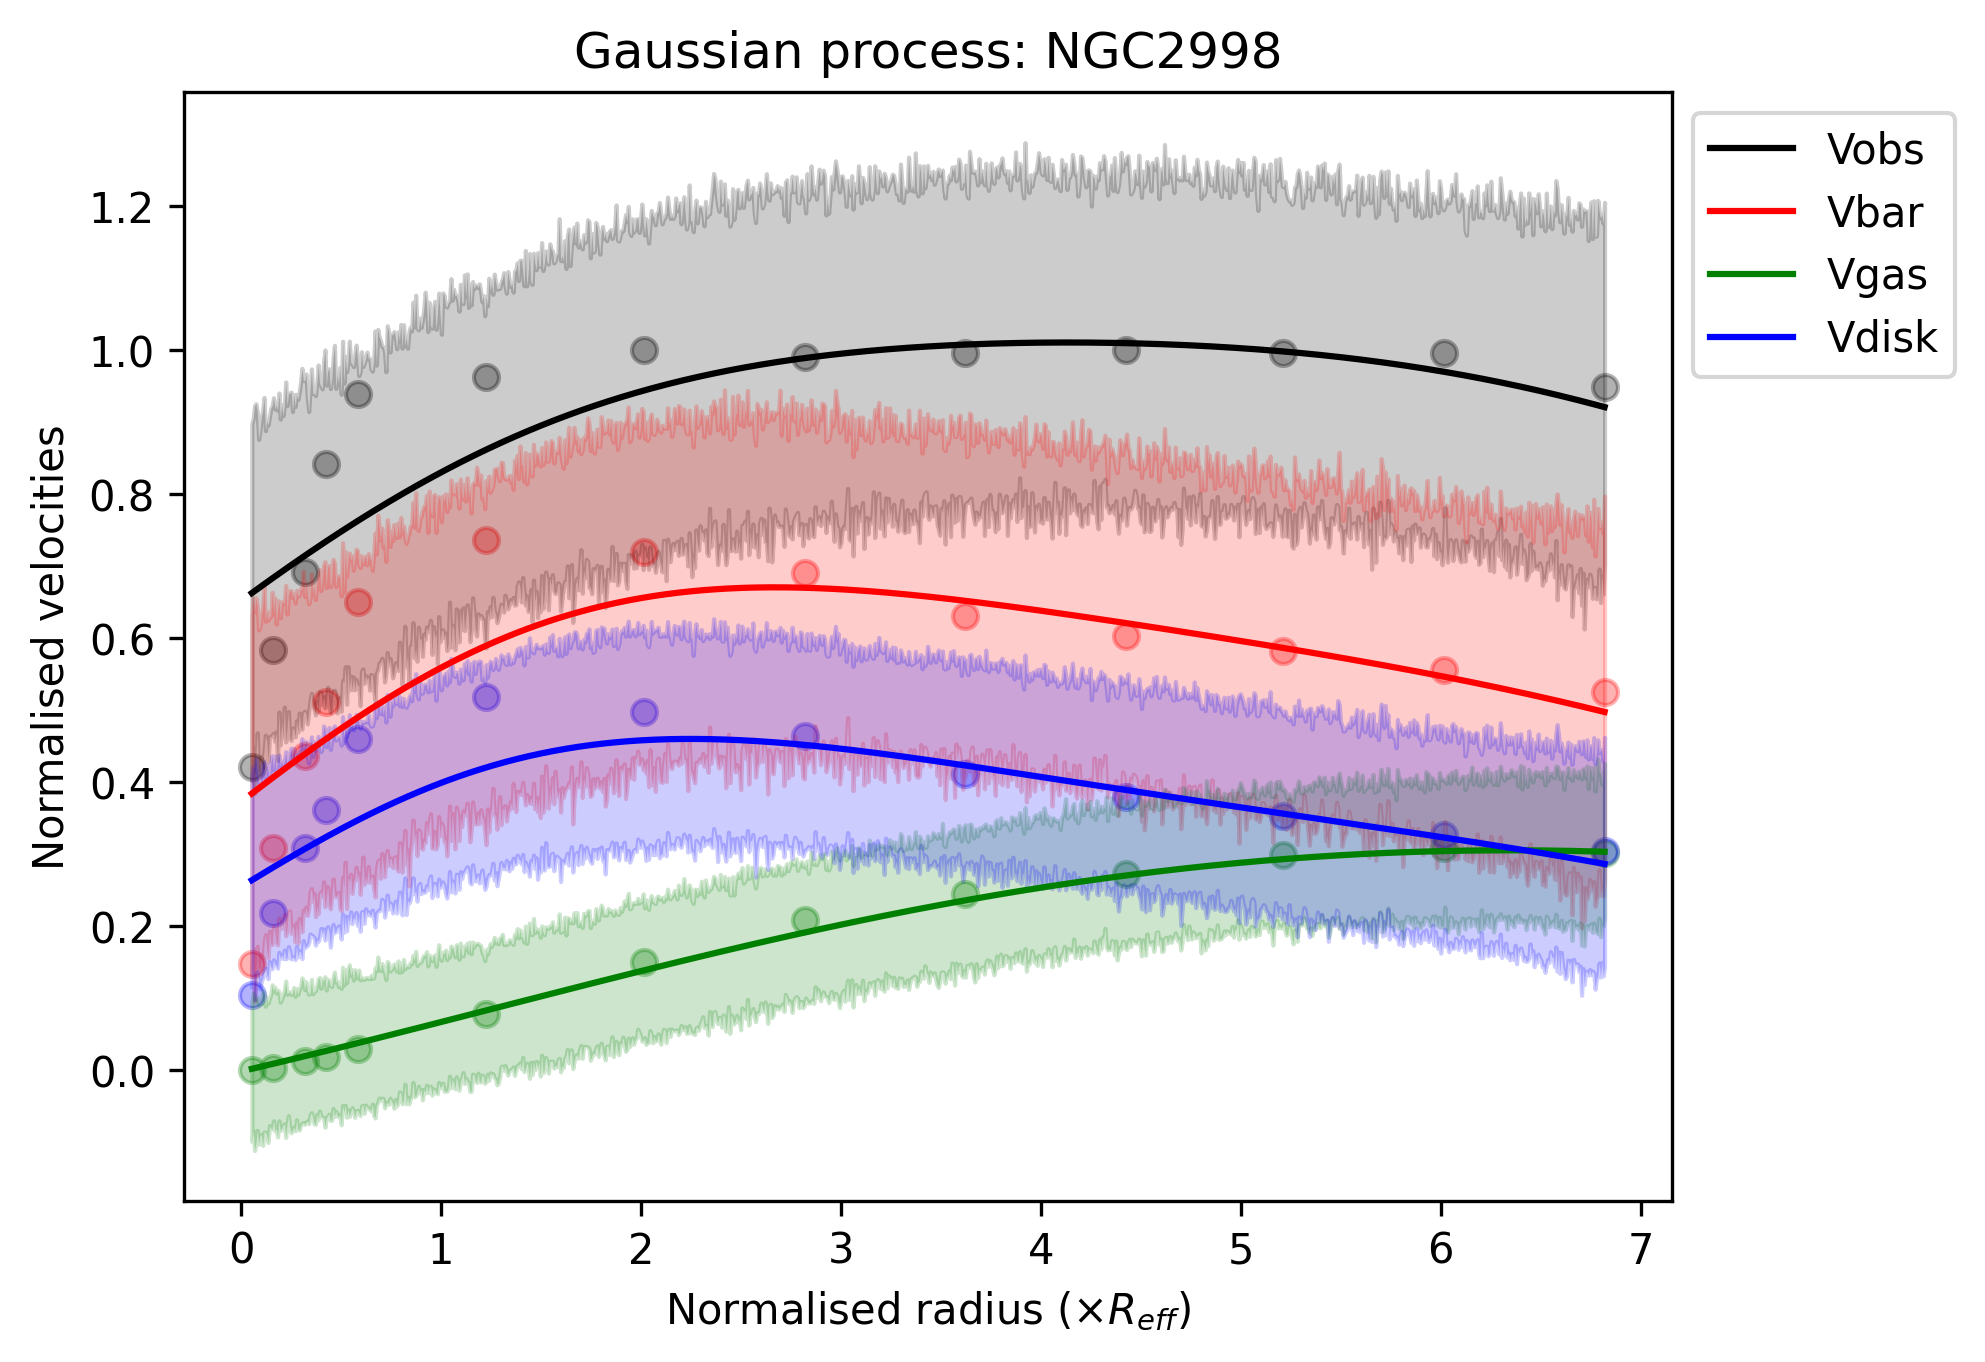 Gaussian process: NGC2998
Vobs
Vbar
Vgas
Vdisk
Normalised velocities
1.2
1.0
0.8
0.6
0.4
0.2
0.0
0 1 2 3 4 5 6 7
Normalised radius (×R_eff)